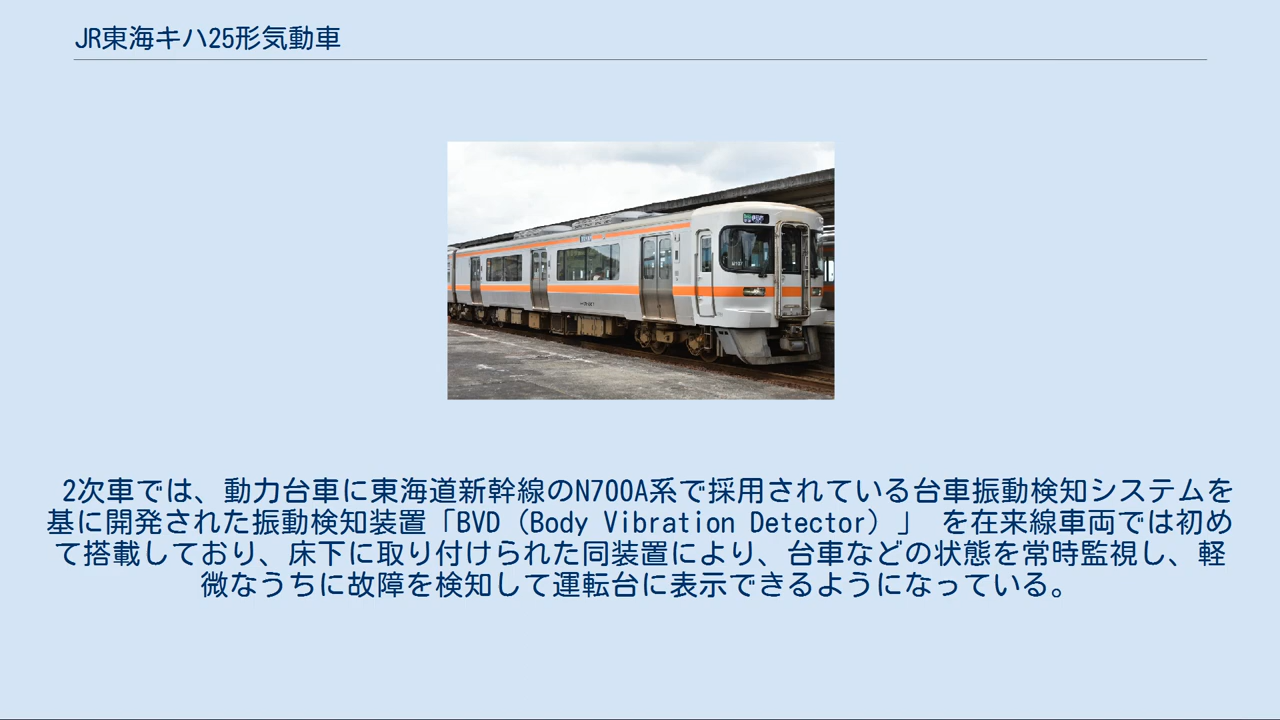 JR東海キハ25形気動車
2次車では、動力台車に東海道新幹線のN700A系で採用されている台車振動検知システムを
基に開発された振動検知装置「BVD（Body Vibration Detector）」 を在来線車両では初め
て搭載しており、床下に取り付けられた同装置により、台車などの状態を常時監視し、軽
微なうちに故障を検知して運転台に表示できるようになっている。